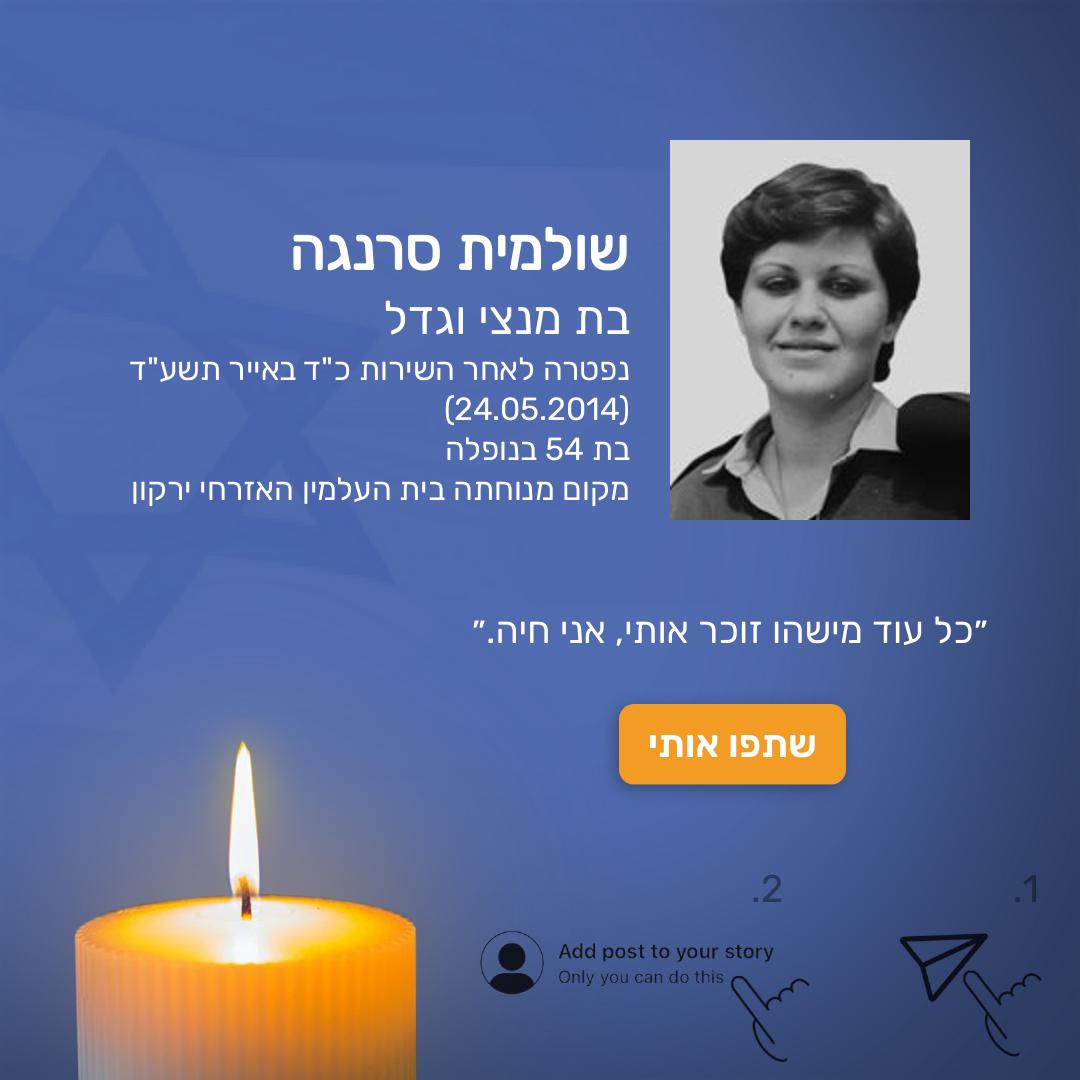 שולמית סרנגה
בת מנצי וגדל
נפטרה לאחר השירות כ"ד באייר תשע"ד
(24.05.2014)
בת 54 בנופלה
מקום מנוחתה בית העלמין האזרחי ירקון
״כל עוד מישהו זוכר אותי, אני חיה.״
שתפו אותי
1.
2.
Add post to your story
Only you can do this